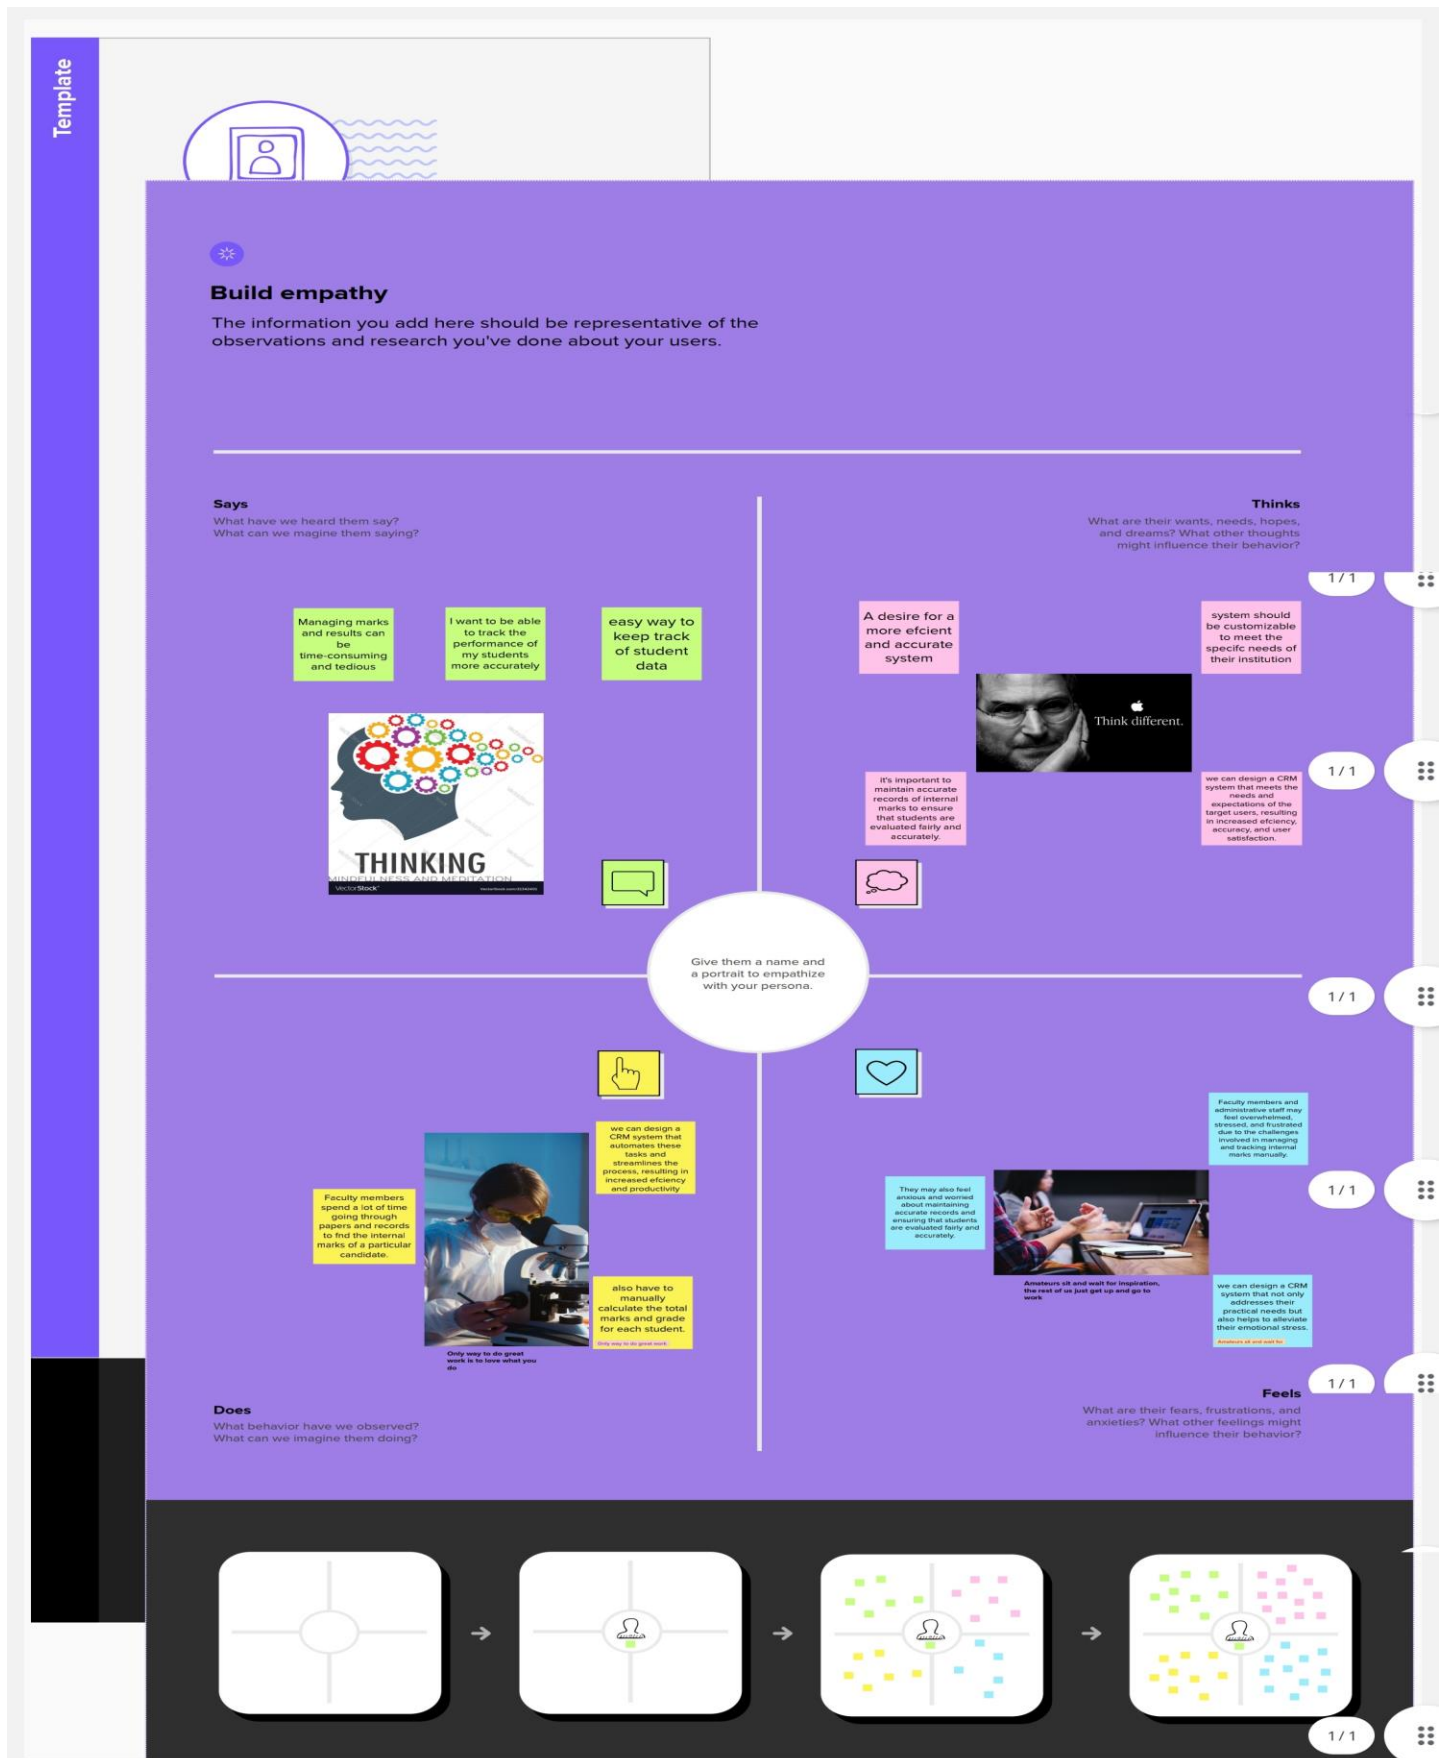 Template
Build empathy
The information you add here should be representative of the
observations and research you've done about your users.
Says
What have we heard them say?
What can we magine them saying?
Thinks
What are their wants, needs, hopes,
and dreams? What other thoughts
might influence their behavior?
1 / 1
Managing marks
and results can
be
time-consuming
and tedious
I want to be able
to track the
performance of
my students
more accurately
easy way to
keep track
of student
data
A desire for a
more efcient
and accurate
system
system should
be customizable
to meet the
specifc needs of
their institution
Think different.
1 / 1
it's important to
maintain accurate
records of internal
marks to ensure
that students are
evaluated fairly and
accurately.
we can design a CRM
system that meets the
needs and
expectations of the
target users, resulting
in increased efciency,
accuracy, and user
satisfaction.
THINKING
MINDFULNESS AND MEDITATION
VectorStock
Give them a name and
a portrait to empathize
with your persona.
1 / 1
we can design a
CRM system that
automates these
tasks and
streamlines the
process, resulting in
increased efciency
and productivity
Faculty members
spend a lot of time
going through
papers and records
to fnd the internal
marks of a particular
candidate.
also have to
manually
calculate the total
marks and grade
for each student.
Only way to do great work
Only way to do great
work is to love what you
do
Faculty members and
administrative staff may
feel overwhelmed,
stressed, and frustrated
due to the challenges
involved in managing
and tracking internal
marks manually.
They may also feel
anxious and worried
about maintaining
accurate records and
ensuring that students
are evaluated fairly and
accurately.
1 / 1
Amateurs sit and wait for inspiration,
the rest of us just get up and go to
work
we can design a CRM
system that not only
addresses their
practical needs but
also helps to alleviate
their emotional stress.
Amateurs sit and wait for
1 / 1
Does
What behavior have we observed?
What can we imagine them doing?
Feels
What are their fears, frustrations, and
anxieties? What other feelings might
influence their behavior?
1 / 1